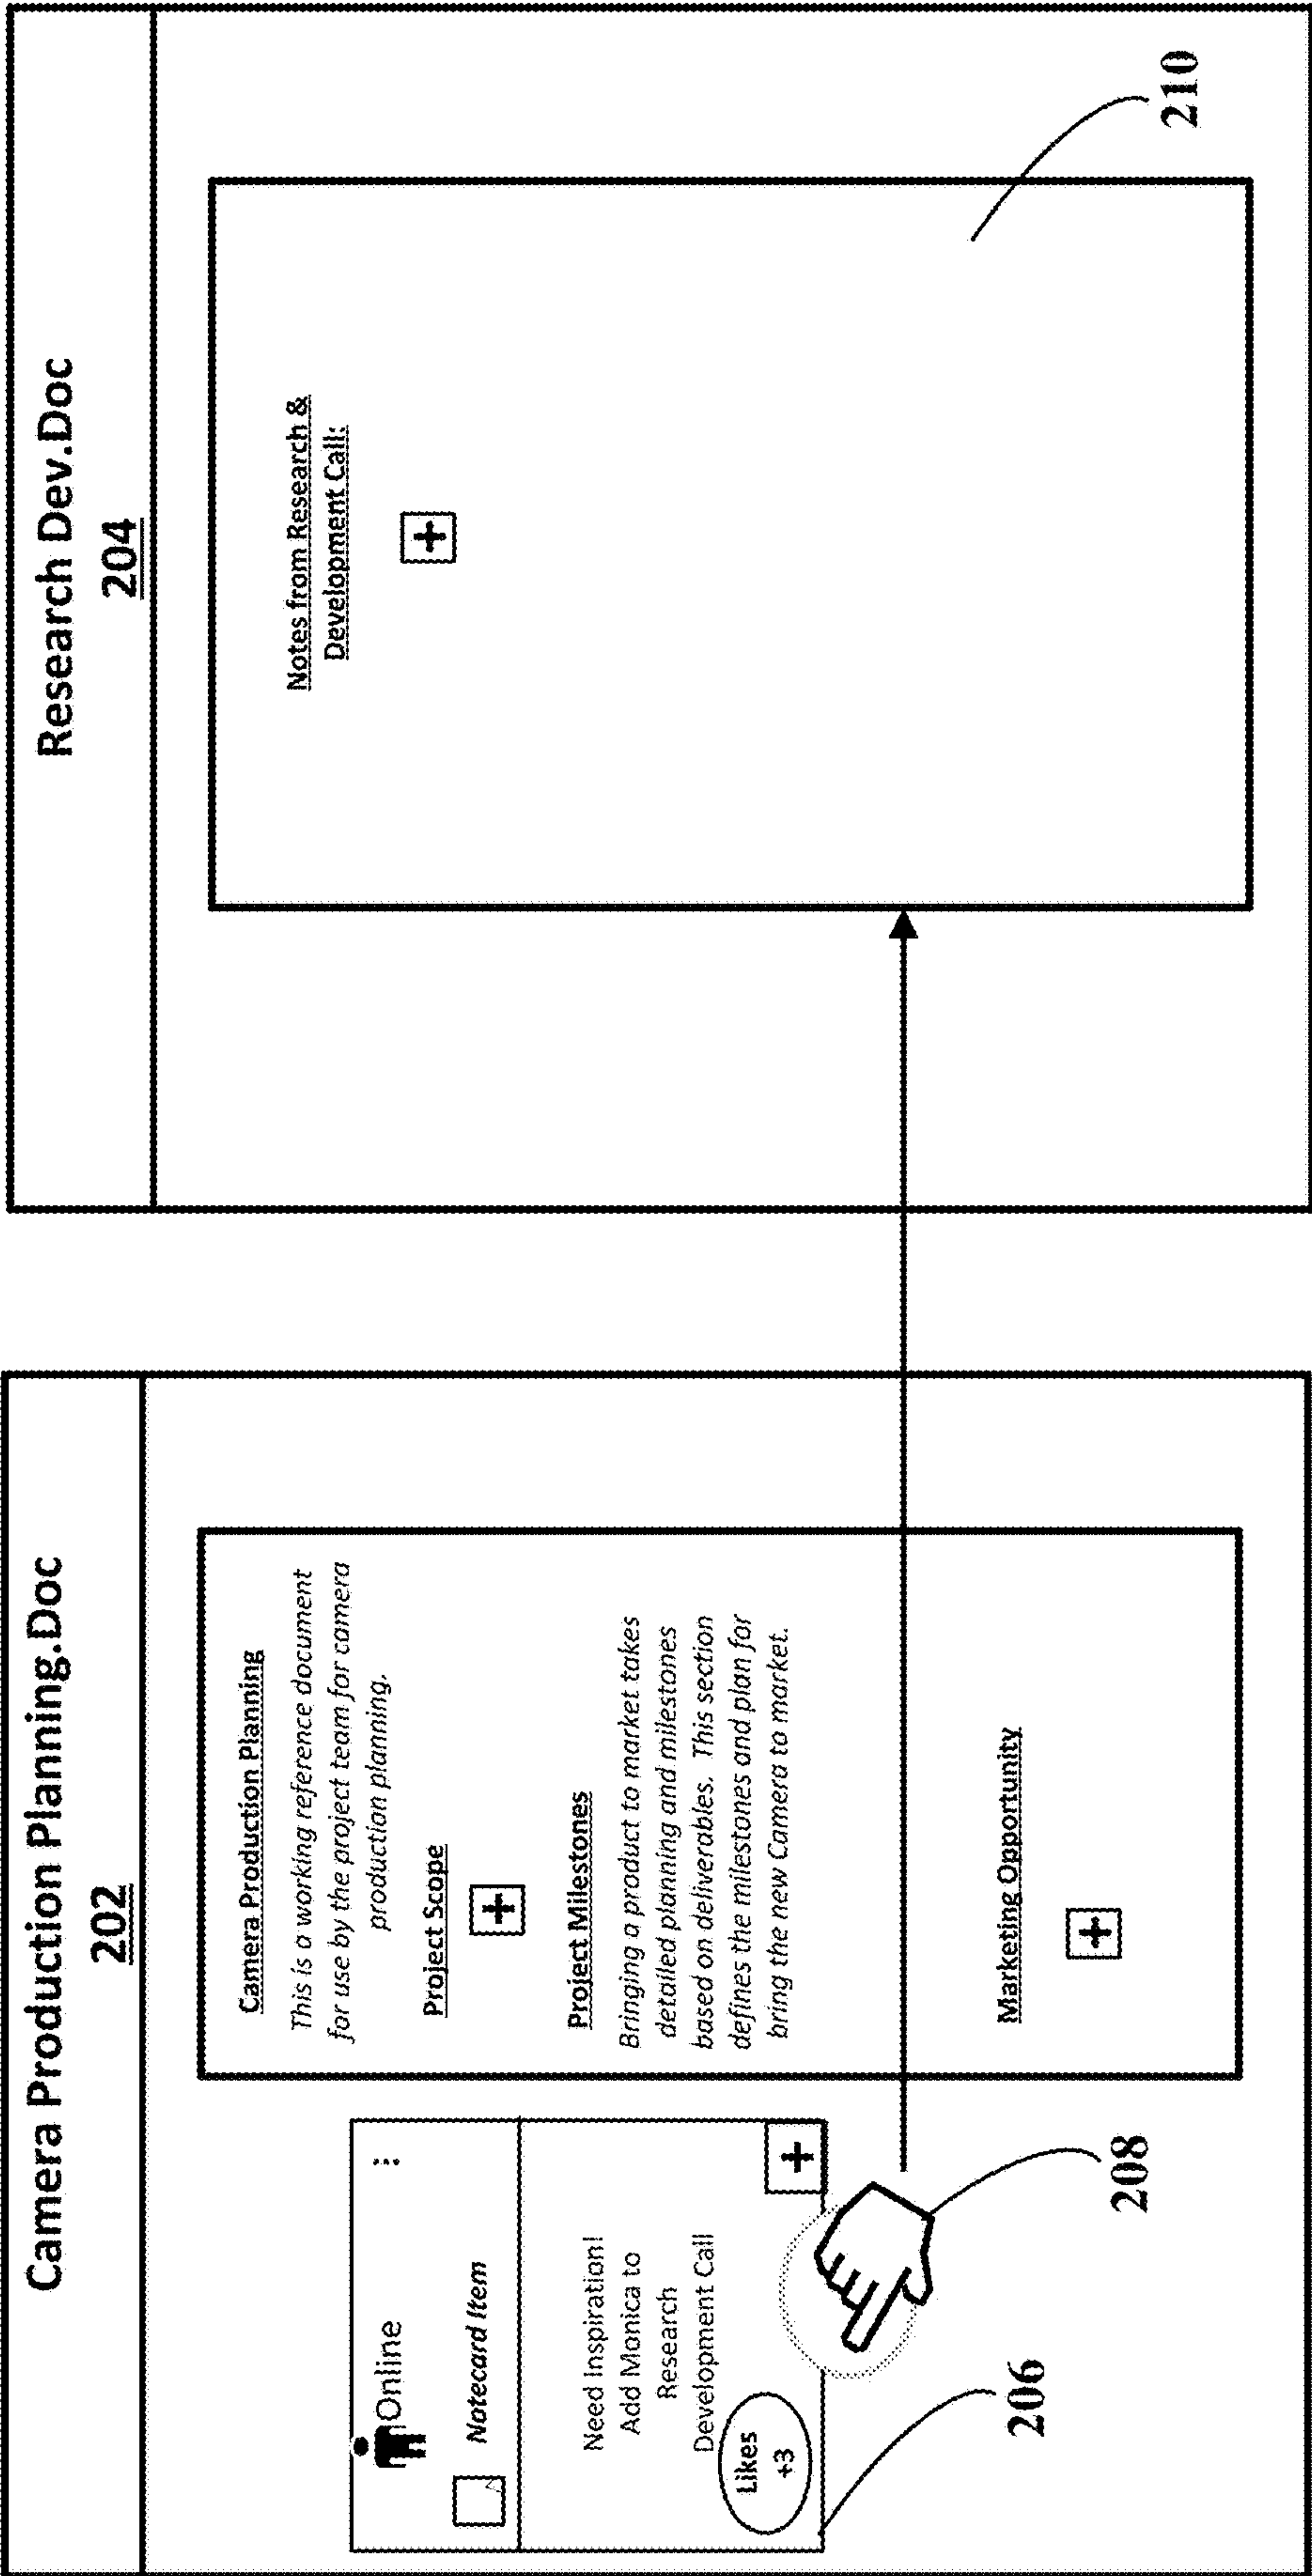 Camera Production Planning.Doc
202
Online
⋮
Notecard Item
Need Inspiration!
Add Monica to
Research
Development Call
Likes
+3
+
206
208
Camera Production Planning
This is a working reference document
for use by the project team for camera
production planning.
Project Scope
+
Project Milestones
Bringing a product to market takes
detailed planning and milestones
based on deliverables. This section
defines the milestones and plan for
bring the new Camera to market.
Marketing Opportunity
+
Research Dev.Doc
204
Notes from Research &
Development Call:
+
210